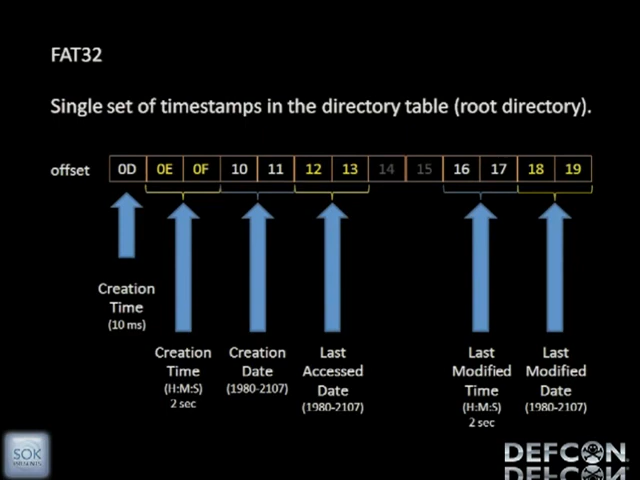 FAT32
Single set of timestamps in the directory table (root directory).
offset 0D 0E 0F 10 11 12 13 14 15 16 17 18 19
Creation
Time
(10 ms)
Creation
Time
(H:M:S)
2 sec
Creation
Date
(1980-2107)
Last
Accessed
Date
(1980-2107)
Last
Modified
Time
(H:M:S)
2 sec
Last
Modified
Date
(1980-2107)
SOK
PRESENTS
DEFCON